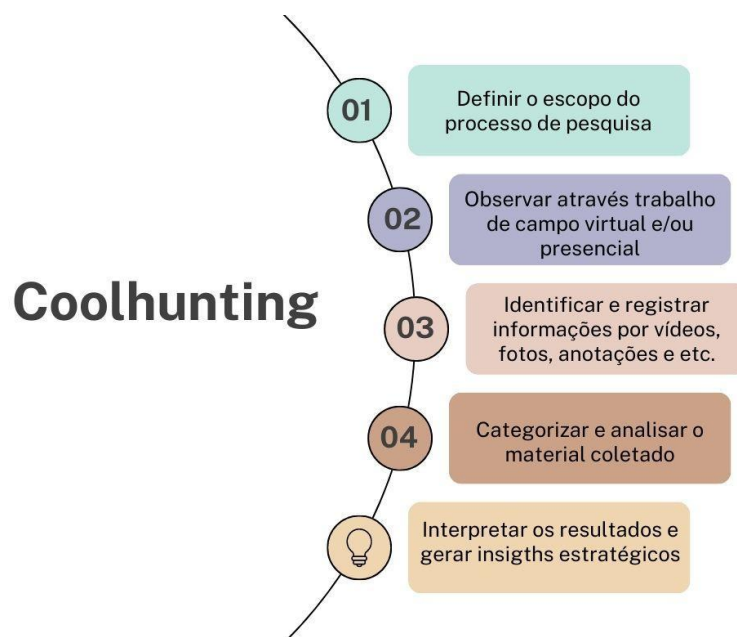 Coolhunting
01
Definir o escopo do
processo de pesquisa
02
Observar através trabalho
de campo virtual e/ou
presencial
03
Identificar e registrar
informações por vídeos,
fotos, anotações e etc.
04
Categorizar e analisar o
material coletado
Interpretar os resultados e
gerar insigths estratégicos